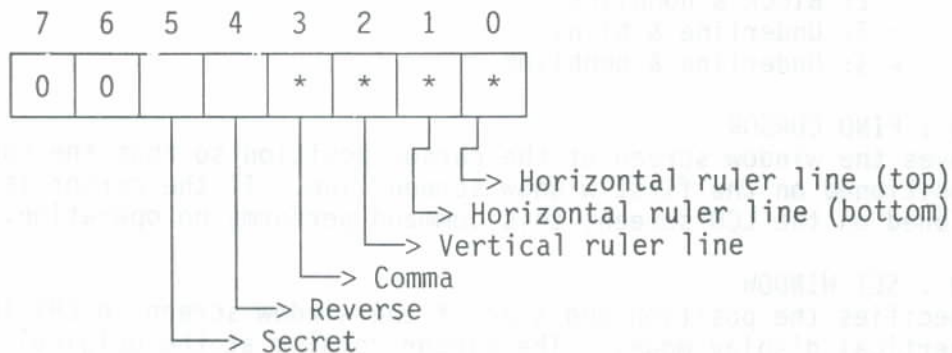 7 6 5 4 3 2 1 0
0 0 * * * *
Horizontal ruler line (top)
Horizontal ruler line (bottom)
Vertical ruler line
Comma
Reverse
Secret